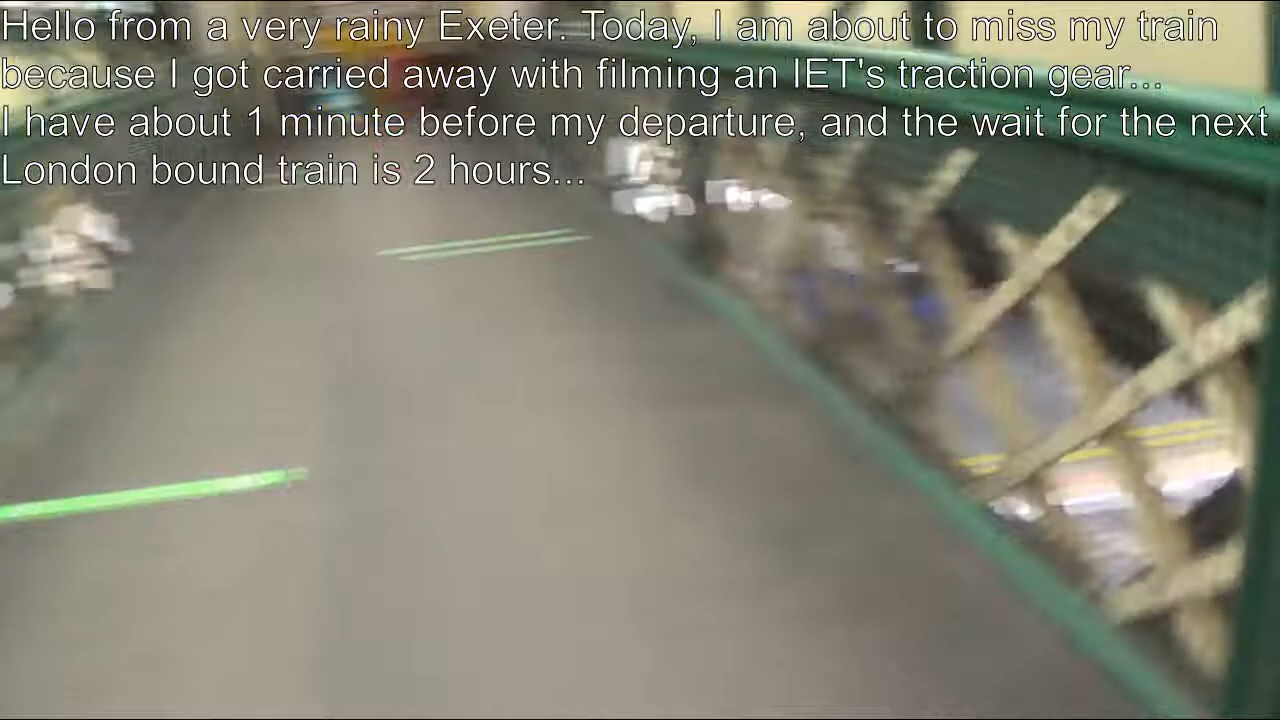 Hello from a very rainy Exeter. Today, I am about to miss my train
because I got carried away with filming an IET's traction gear...
I have about 1 minute before my departure, and the wait for the next
London bound train is 2 hours...